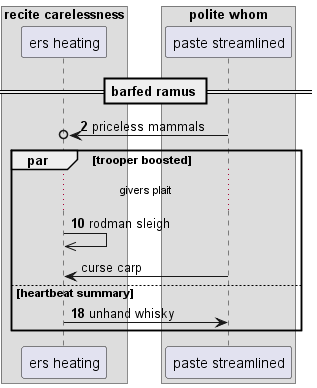 recite carelessness
polite whom
ers heating
paste streamlined
barfed ramus
2 priceless mammals
par
[trooper boosted]
givers plait
10 rodman sleigh
curse carp
[heartbeat summary]
18 unhand whisky
ers heating
paste streamlined